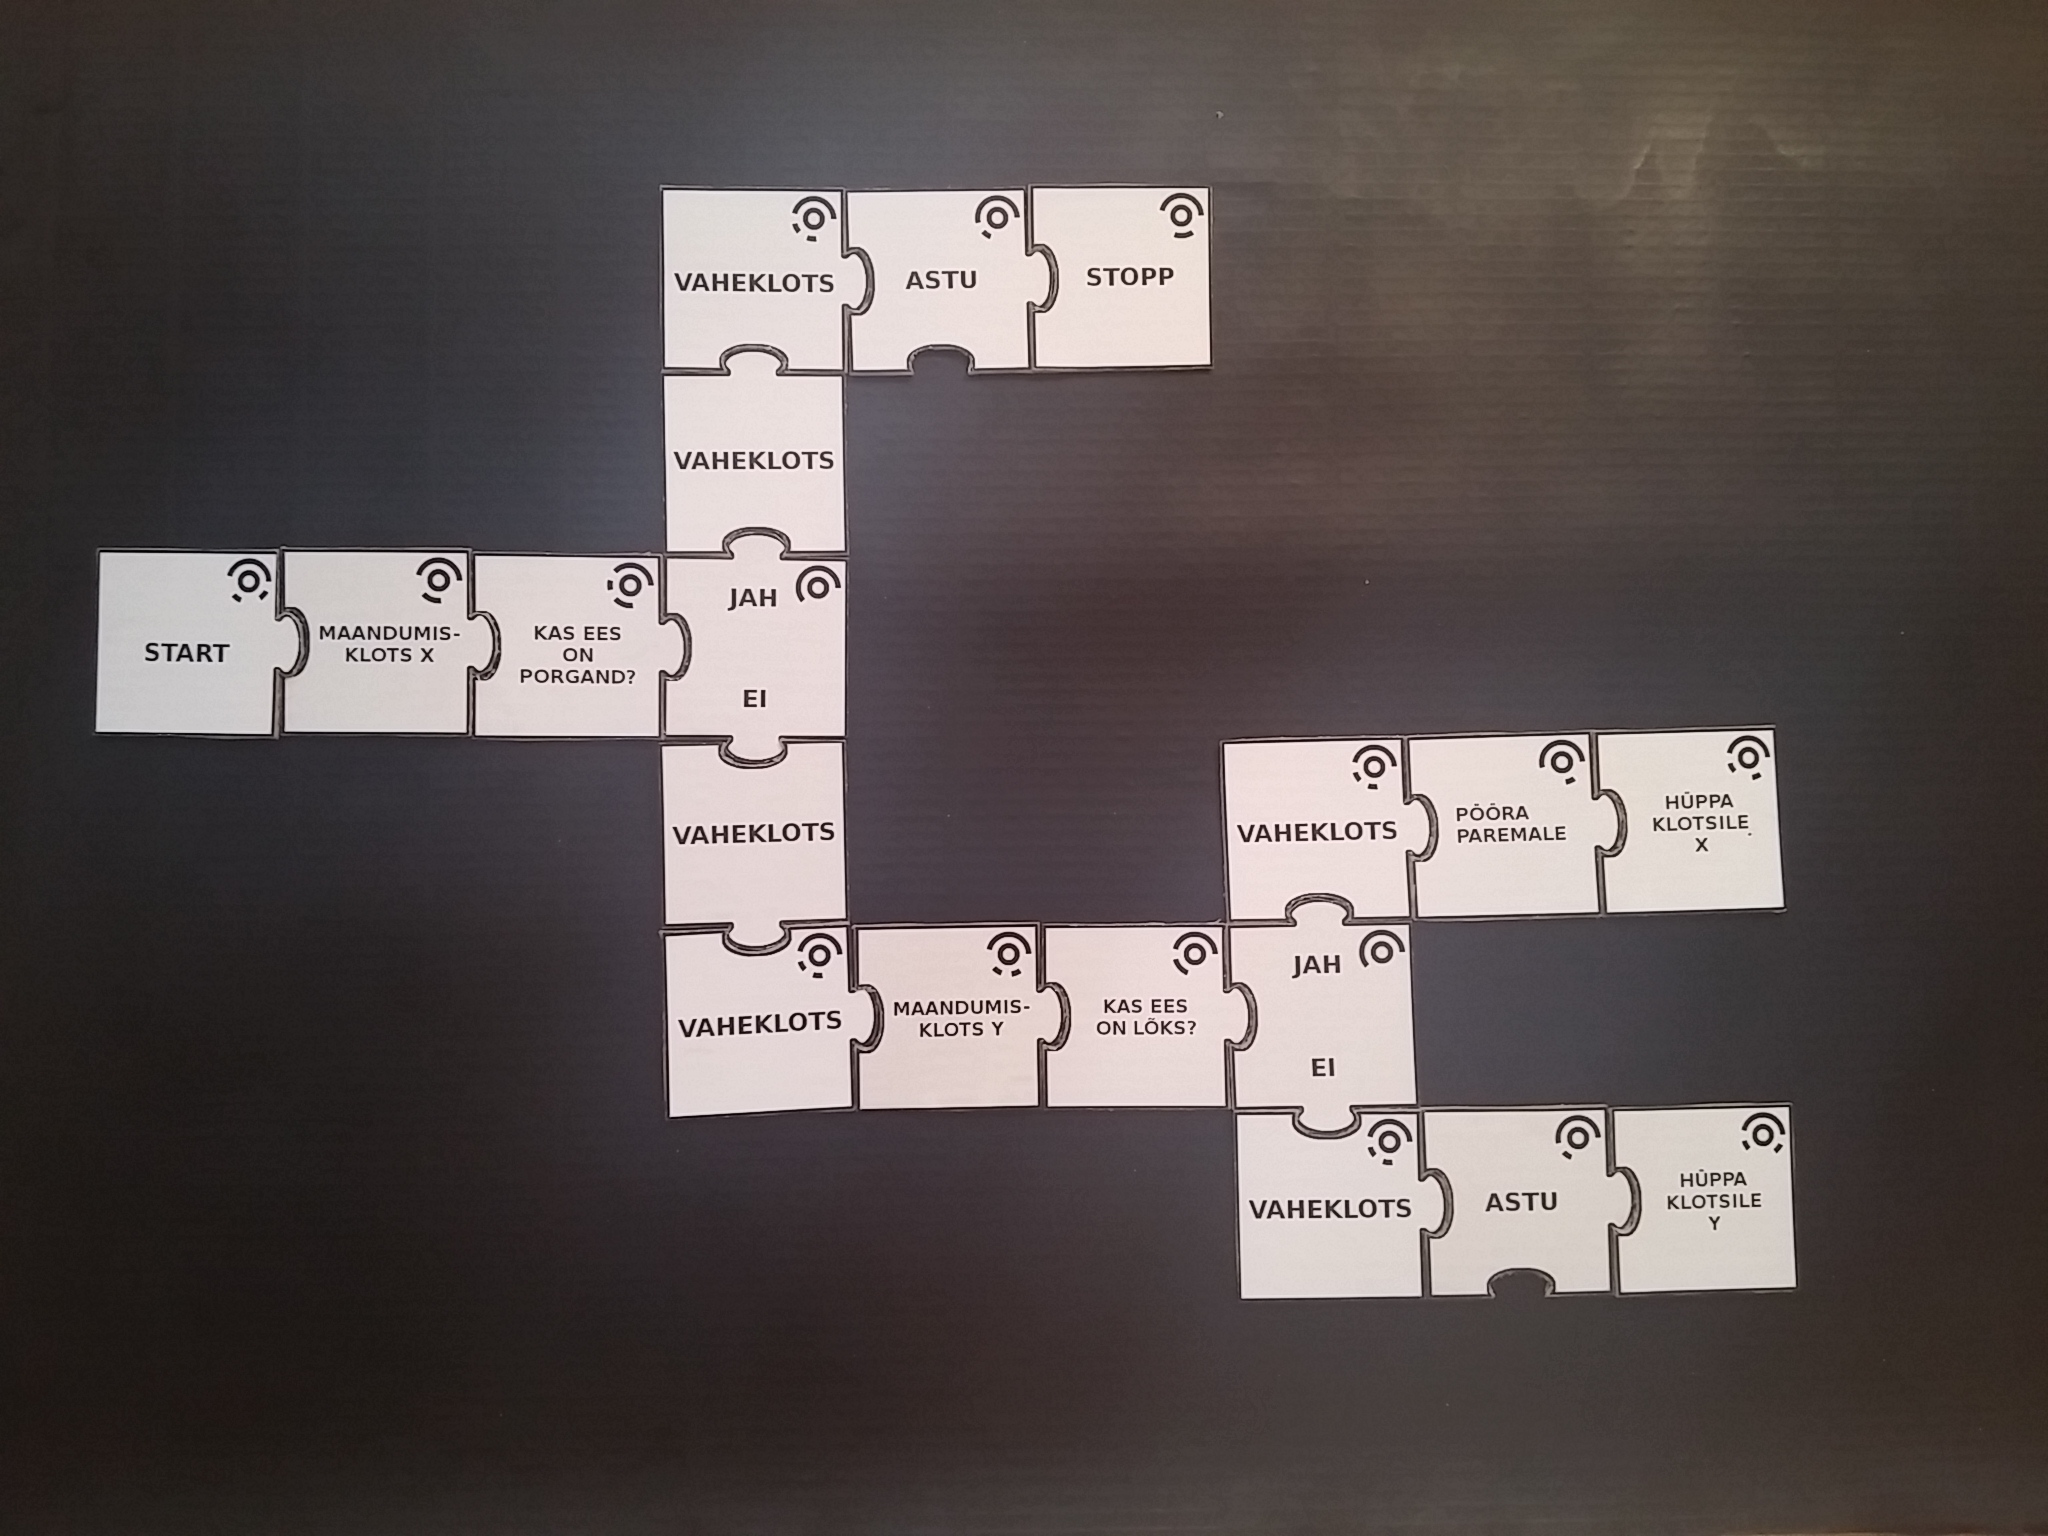 START
MAANDUMIS-
KLOTS X
KAS EES
ON
PORGAND?
JAH
EI
VAHEKLOTS
VAHEKLOTS
ASTU
STOPP
VAHEKLOTS
VAHEKLOTS
MAANDUMIS-
KLOTS Y
KAS EES
ON LÕKS?
JAH
EI
VAHEKLOTS
PÖÖRA
PAREMALE
HÜPPA
KLOTSILE
X
VAHEKLOTS
ASTU
HÜPPA
KLOTSILE
Y